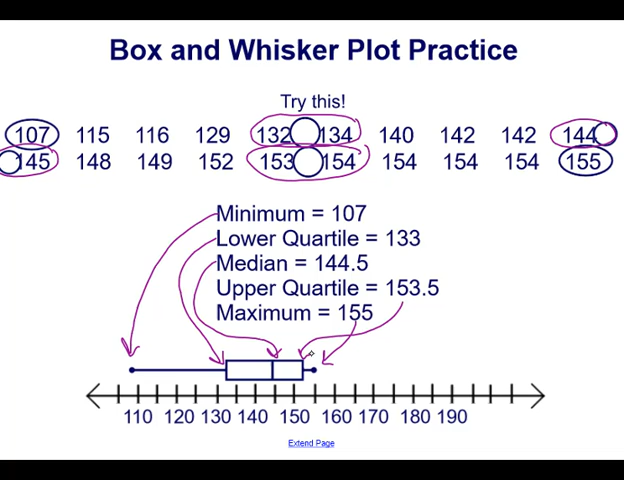 Box and Whisker Plot Practice
Try this!
107 115 116 129 132 134 140 142 142 144
145 148 149 152 153 154 154 154 154 155
Minimum = 107
Lower Quartile = 133
Median = 144.5
Upper Quartile = 153.5
Maximum = 155
110 120 130 140 150 160 170 180 190
Extend Page